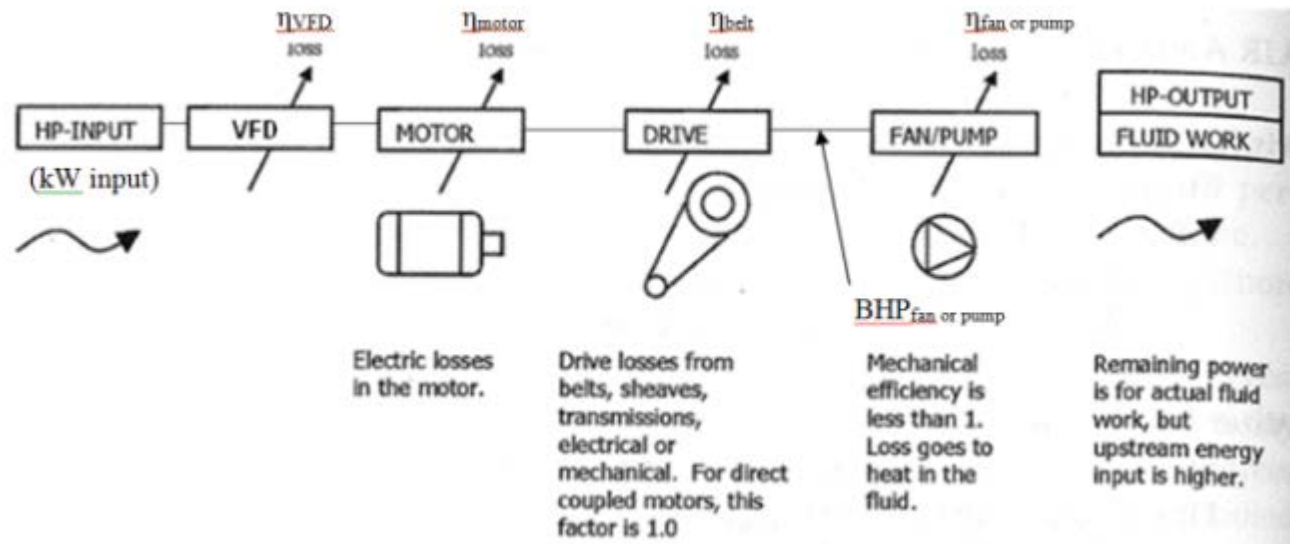 ηVFD
loss
ηmotor
loss
ηbelt
loss
ηfan or pump
loss
HP-INPUT
VFD
MOTOR
DRIVE
FAN/PUMP
HP-OUTPUT
FLUID WORK
(kW input)
BHPfan or pump
Electric losses
in the motor.
Drive losses from
belts, sheaves,
transmissions,
electrical or
mechanical. For direct
coupled motors, this
factor is 1.0
Mechanical
efficiency is
less than 1.
Loss goes to
heat in the
fluid.
Remaining power
is for actual fluid
work, but
upstream energy
input is higher.